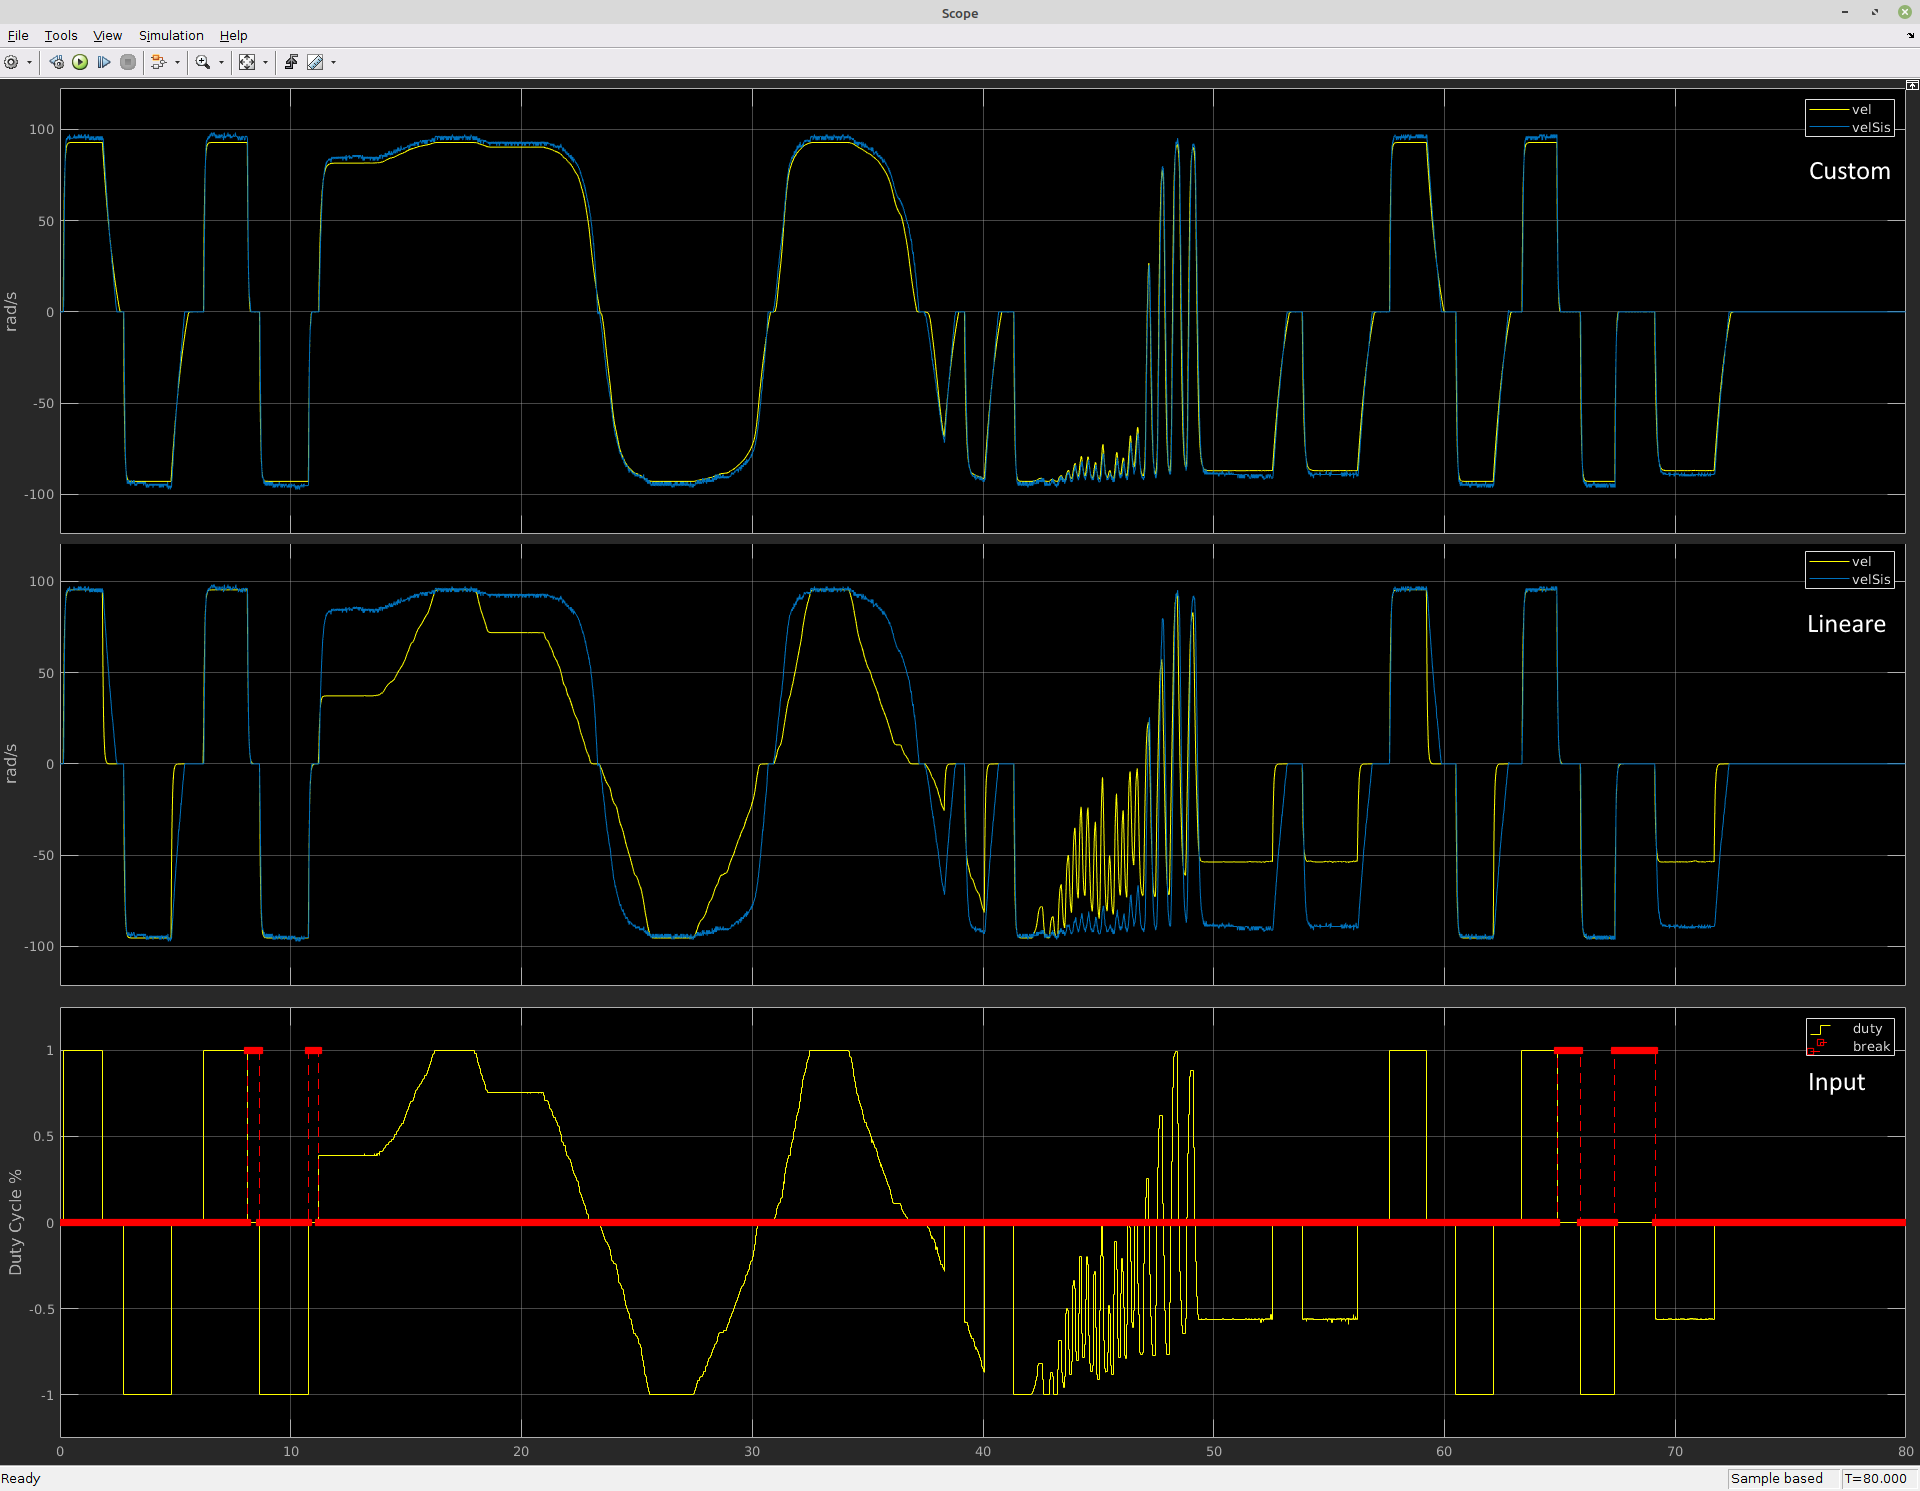 Scope
File Tools View Simulation Help
vel
velSis
Custom
100
50
0
-50
-100
rad/s
vel
velSis
Lineare
100
50
0
-50
-100
rad/s
duty
break
Input
1
0.5
0
-0.5
-1
Duty Cycle %
0 10 20 30 40 50 60 70 80
Ready Sample based T=80.000